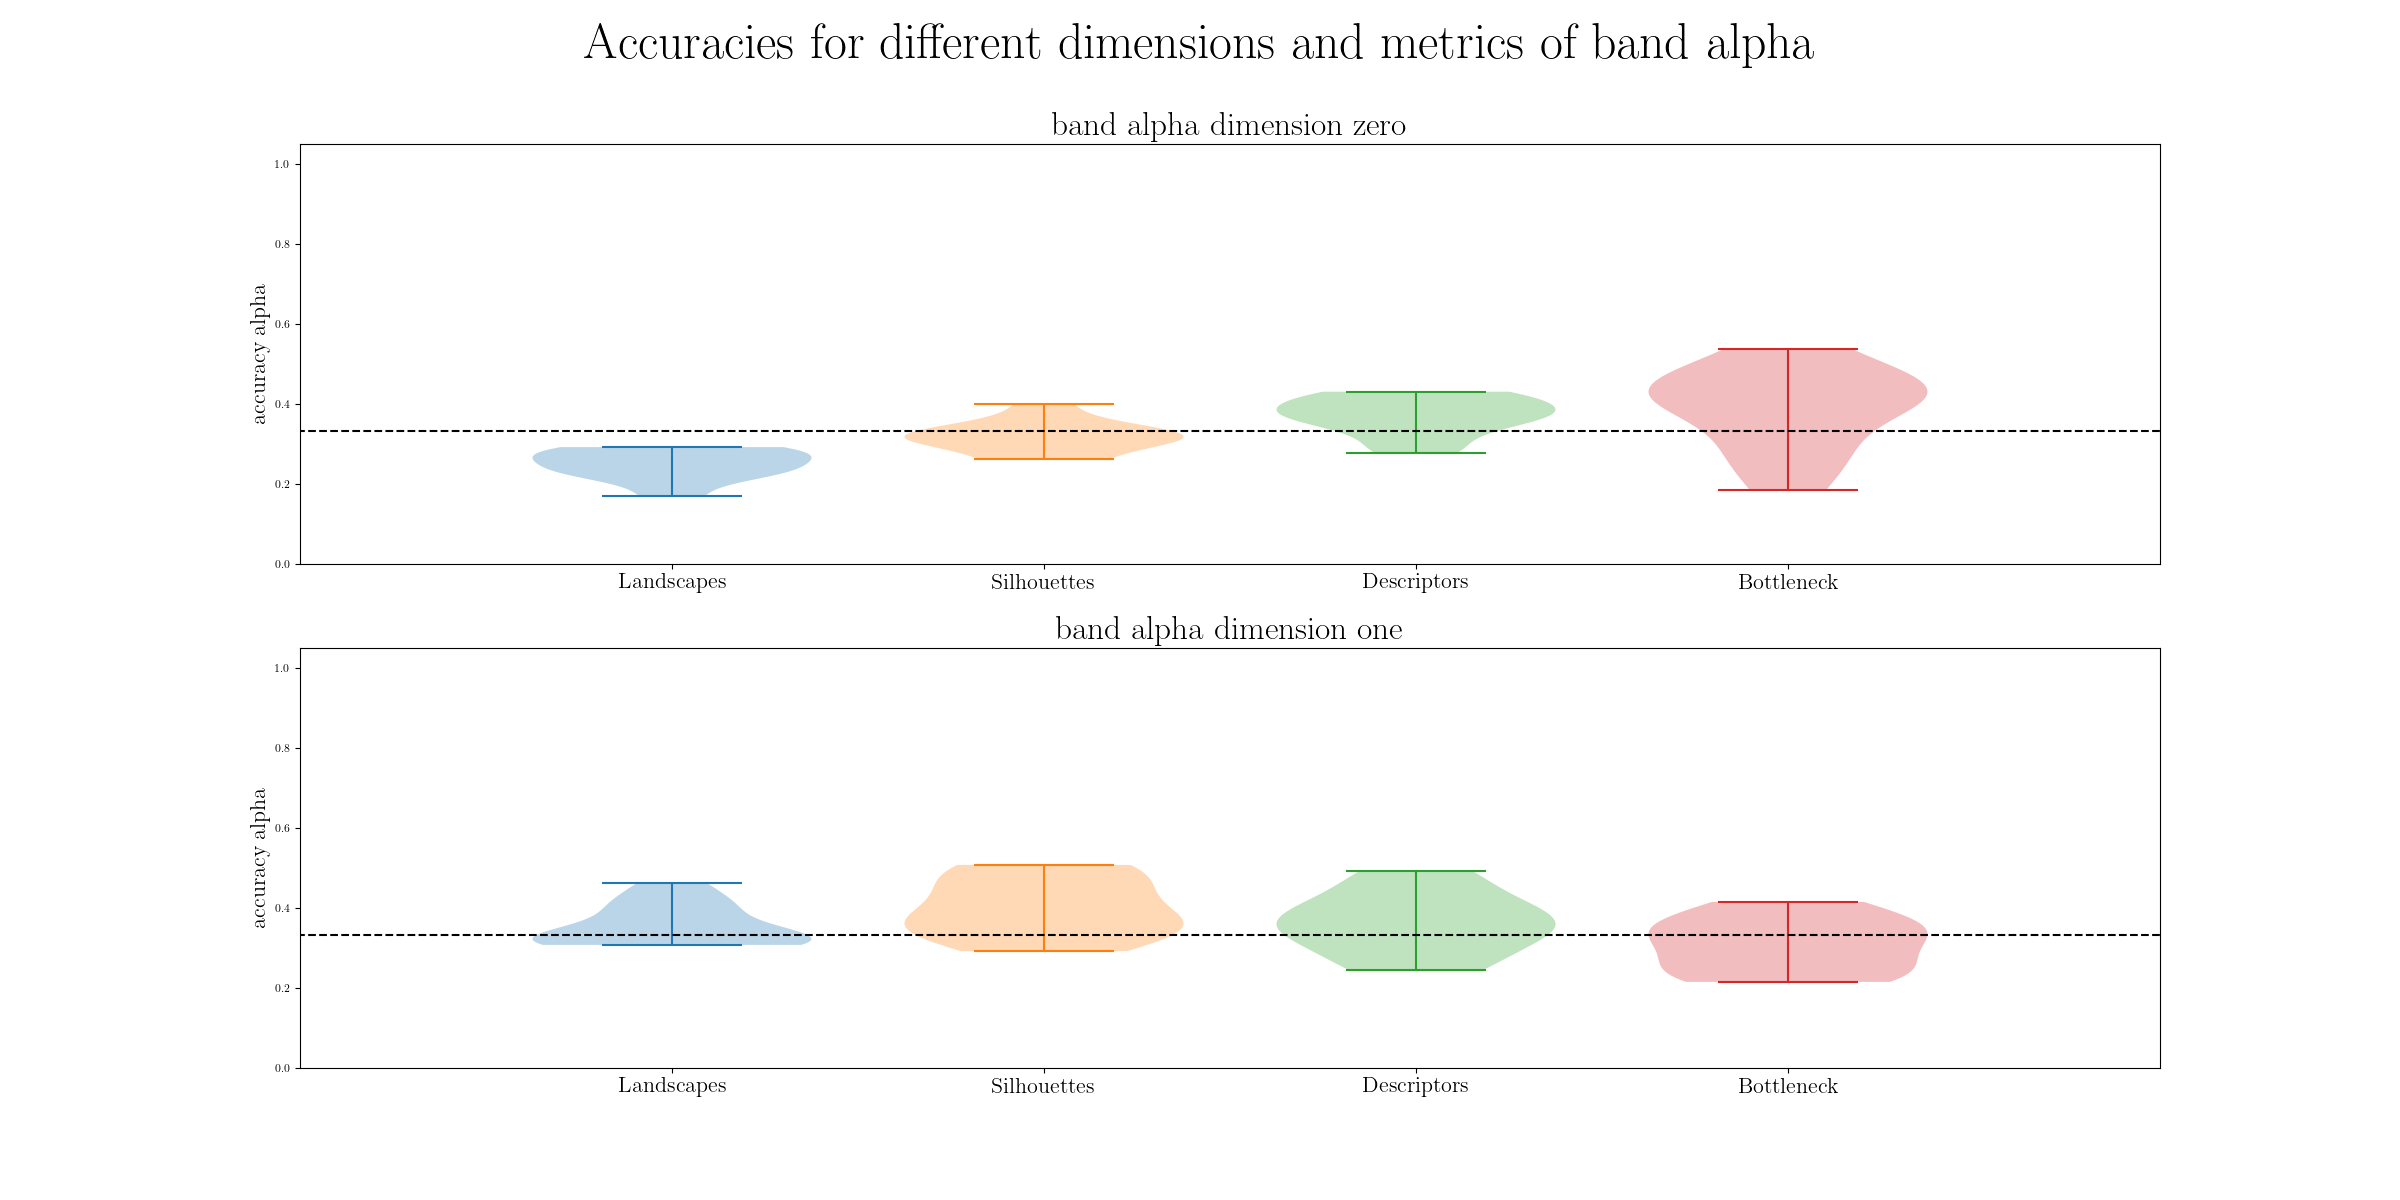 Accuracies for different dimensions and metrics of band alpha
band alpha dimension zero
1.0
0.8
0.6
0.4
0.2
0.0
accuracy alpha
Landscapes Silhouettes Descriptors Bottleneck
band alpha dimension one
1.0
0.8
0.6
0.4
0.2
0.0
accuracy alpha
Landscapes Silhouettes Descriptors Bottleneck